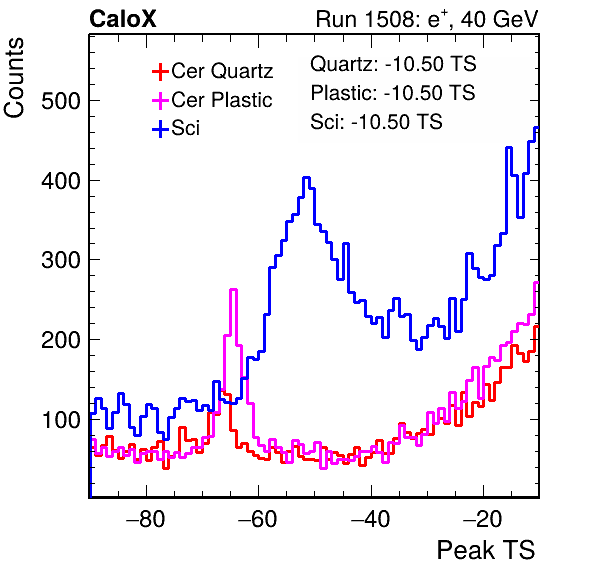 CaloX Run 1508: e⁺, 40 GeV
Counts
Cer Quartz
Cer Plastic
Sci
Quartz: -10.50 TS
Plastic: -10.50 TS
Sci: -10.50 TS
500
400
300
200
100
−80 −60 −40 −20
Peak TS